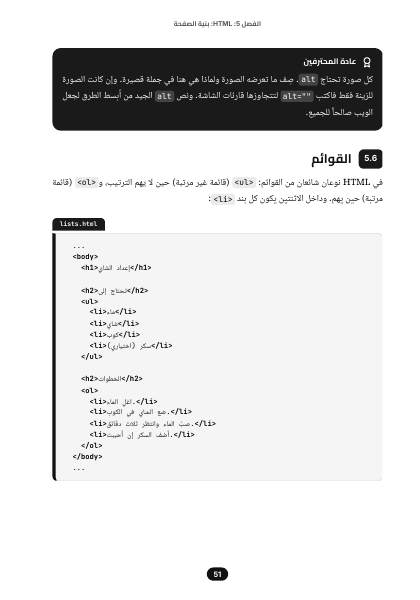 الفصل 5: HTML: بنية الصفحة
عادة المحترفين
كل صورة تحتاج alt. صِف ما تعرضه الصورة ولماذا هي هنا في جملة قصيرة. وإن كانت الصورة
للزينة فقط فاكتب alt="" لتتجاوزها قارئات الشاشة. ونص alt الجيد من أبسط الطرق لجعل
الويب صالحاً للجميع.
5.6 القوائم
في HTML نوعان شائعان من القوائم: <ul> (قائمة غير مرتبة) حين لا يهم الترتيب، و<ol> (قائمة
مرتبة) حين يهم. وداخل الاثنتين يكون كل بند <li>:
lists.html
...
<body>
<h1>إعداد الشاي</h1>
<h2>تحتاج إلى</h2>
<ul>
<li>ماء</li>
<li>شاي</li>
<li>كوب</li>
<li>سكر (اختياري)</li>
</ul>
<h2>الخطوات</h2>
<ol>
<li>اغلِ الماء.</li>
<li>ضع الشاي في الكوب.</li>
<li>صبّ الماء وانتظر ثلاث دقائق.</li>
<li>أضف السكر إن أحببت.</li>
</ol>
</body>
...
51